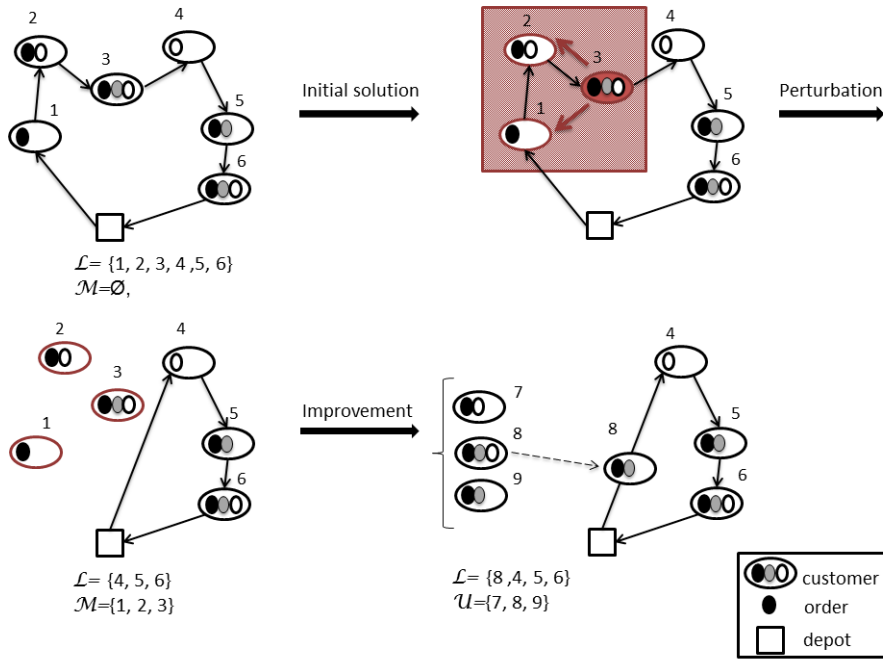 2
4
3
1
5
6
Initial solution
ℒ= {1, 2, 3, 4 ,5, 6}
ℳ=Ø,
2
4
3
1
5
6
Perturbation
2
4
3
1
5
6
Improvement
ℒ= {4, 5, 6}
ℳ={1, 2, 3}
7
8
9
4
8
5
6
ℒ= {8 ,4, 5, 6}
𝒰={7, 8, 9}
customer
order
depot